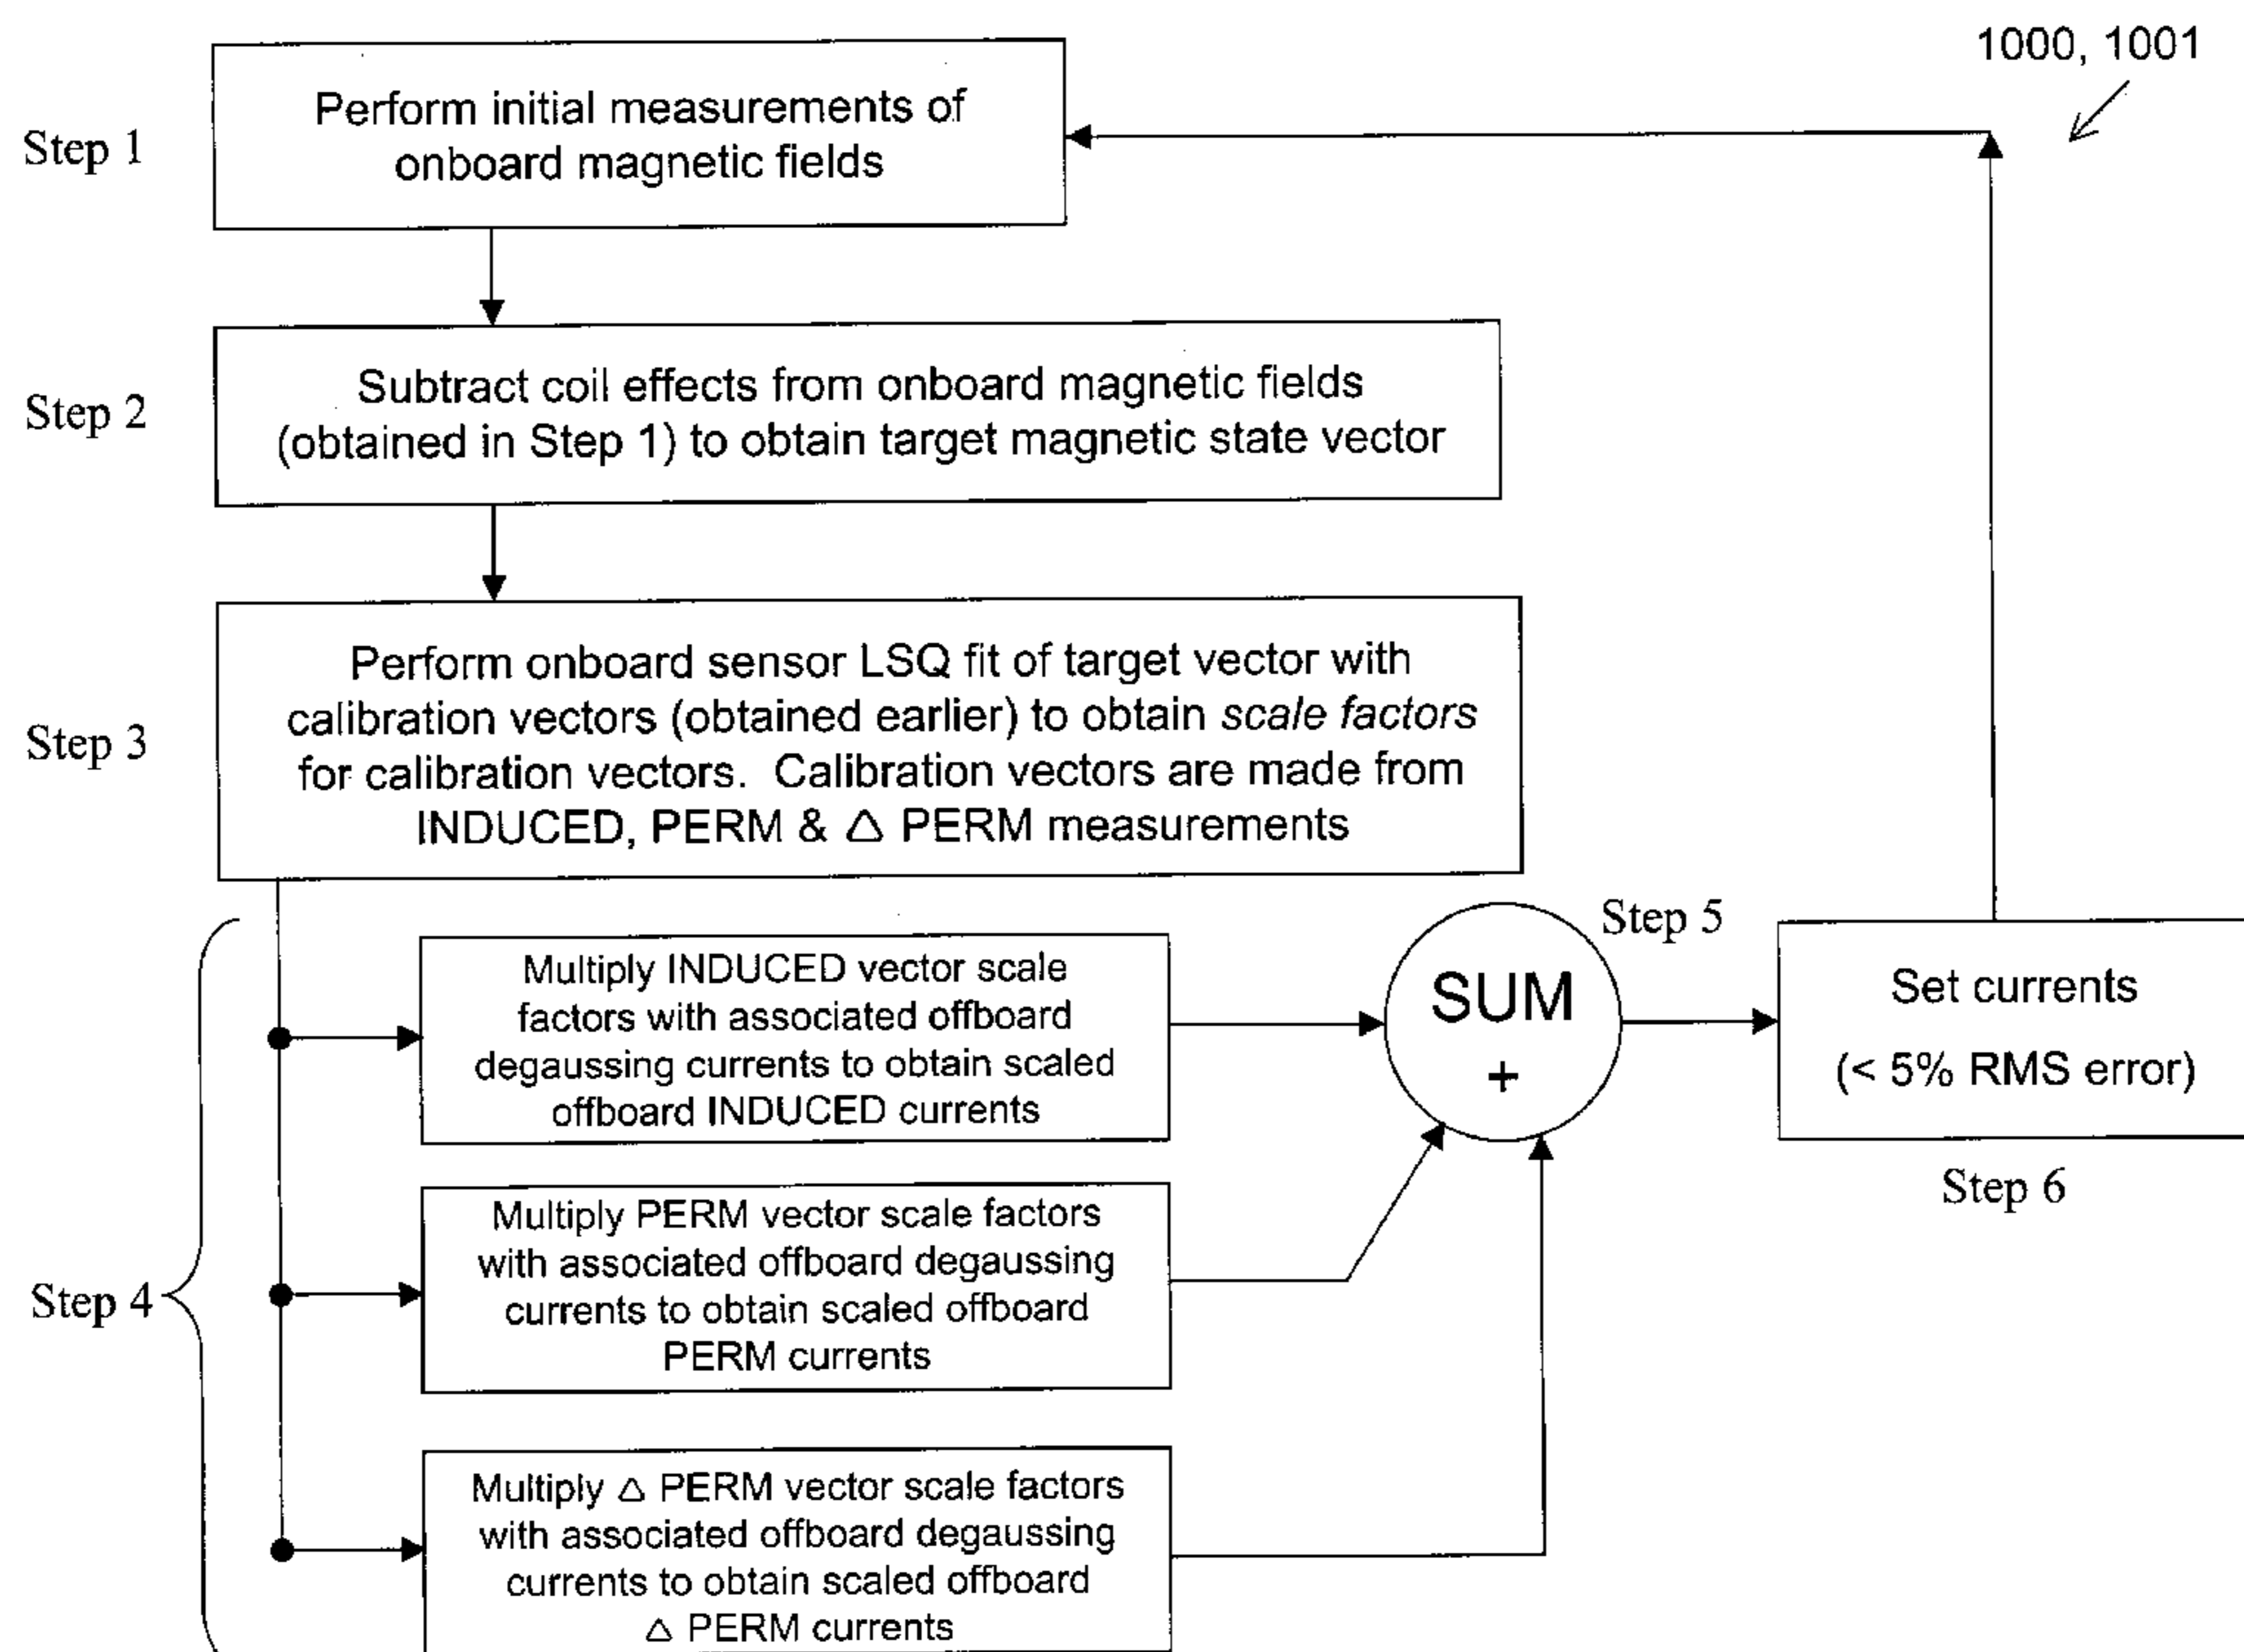 1000, 1001
Step 1
Perform initial measurements of
onboard magnetic fields
Step 2
Subtract coil effects from onboard magnetic fields
(obtained in Step 1) to obtain target magnetic state vector
Step 3
Perform onboard sensor LSQ fit of target vector with
calibration vectors (obtained earlier) to obtain scale factors
for calibration vectors. Calibration vectors are made from
INDUCED, PERM & △ PERM measurements
Step 4
Multiply INDUCED vector scale
factors with associated offboard
degaussing currents to obtain scaled
offboard INDUCED currents
Multiply PERM vector scale factors
with associated offboard degaussing
currents to obtain scaled offboard
PERM currents
Multiply △ PERM vector scale factors
with associated offboard degaussing
currents to obtain scaled offboard
△ PERM currents
Step 5
SUM
+
Set currents
(< 5% RMS error)
Step 6